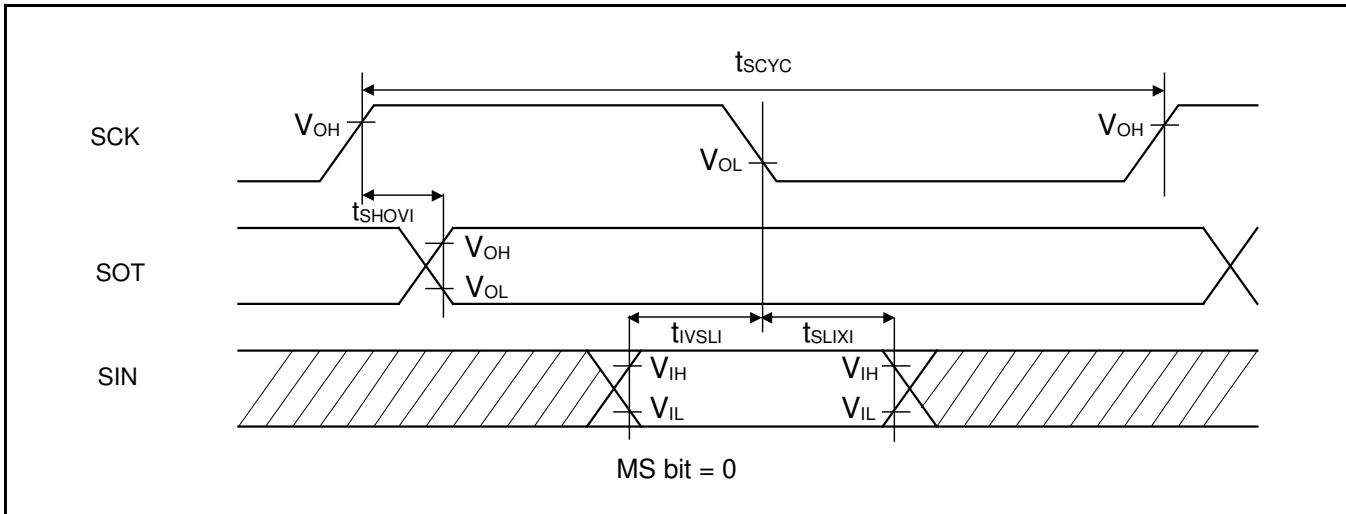 tSCYC
SCK
VOH
VOH
VOL
tSHOVI
SOT
VOH
VOL
tIVSLI
tSLIXI
SIN
VIH
VIH
VIL
VIL
MS bit = 0